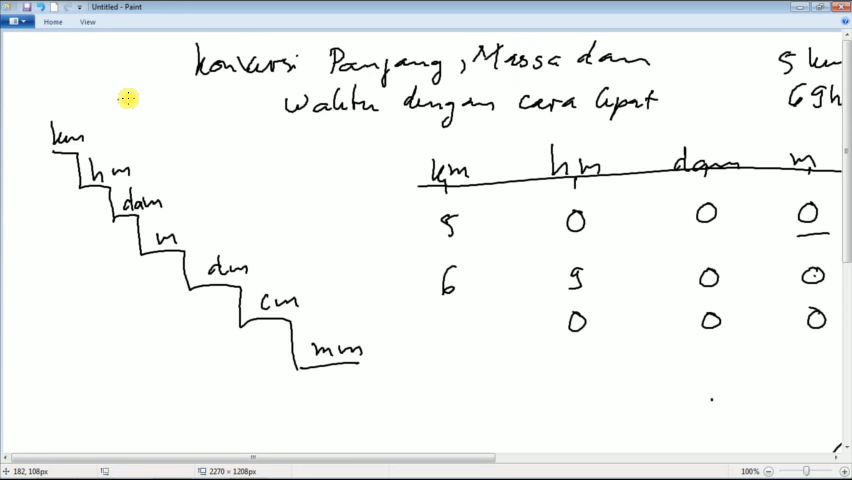 Untitled - Paint
Home View
Konversi Panjang, Massa dan
Waktu dengan cara Cepat
5 km
69h
km
hm
dam
m
dm
cm
mm
km hm dam m
5 0 0 0
6 9 0 0
0 0 0
182, 108px
2270 × 1208px
100%